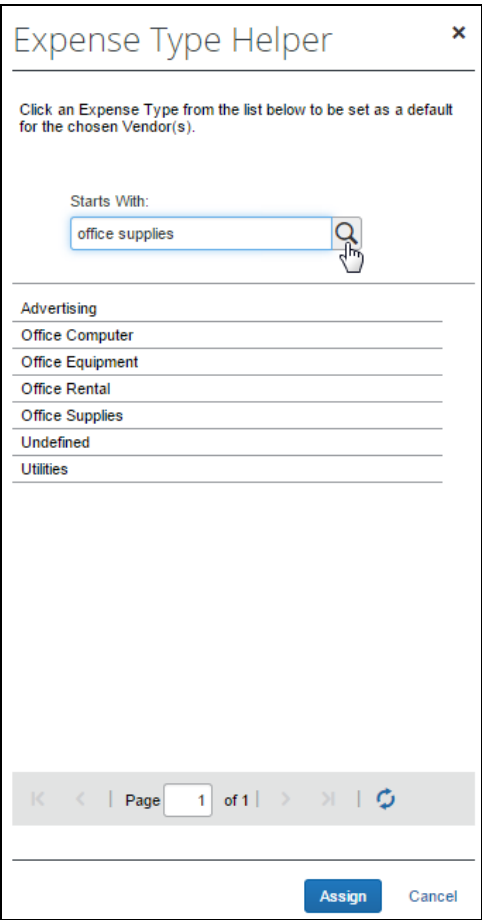 Expense Type Helper
Click an Expense Type from the list below to be set as a default
for the chosen Vendor(s).
Starts With:
office supplies
Advertising
Office Computer
Office Equipment
Office Rental
Office Supplies
Undefined
Utilities
Page 1 of 1
Assign Cancel